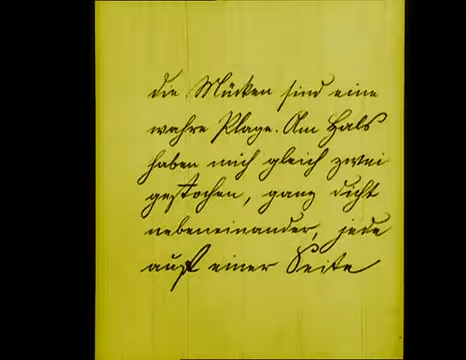 die Mücken sind eine
wahre Plage. Am Hals
haben mich gleich zwei
gestochen, ganz dicht
nebeneinander, jede
auf einer Seite